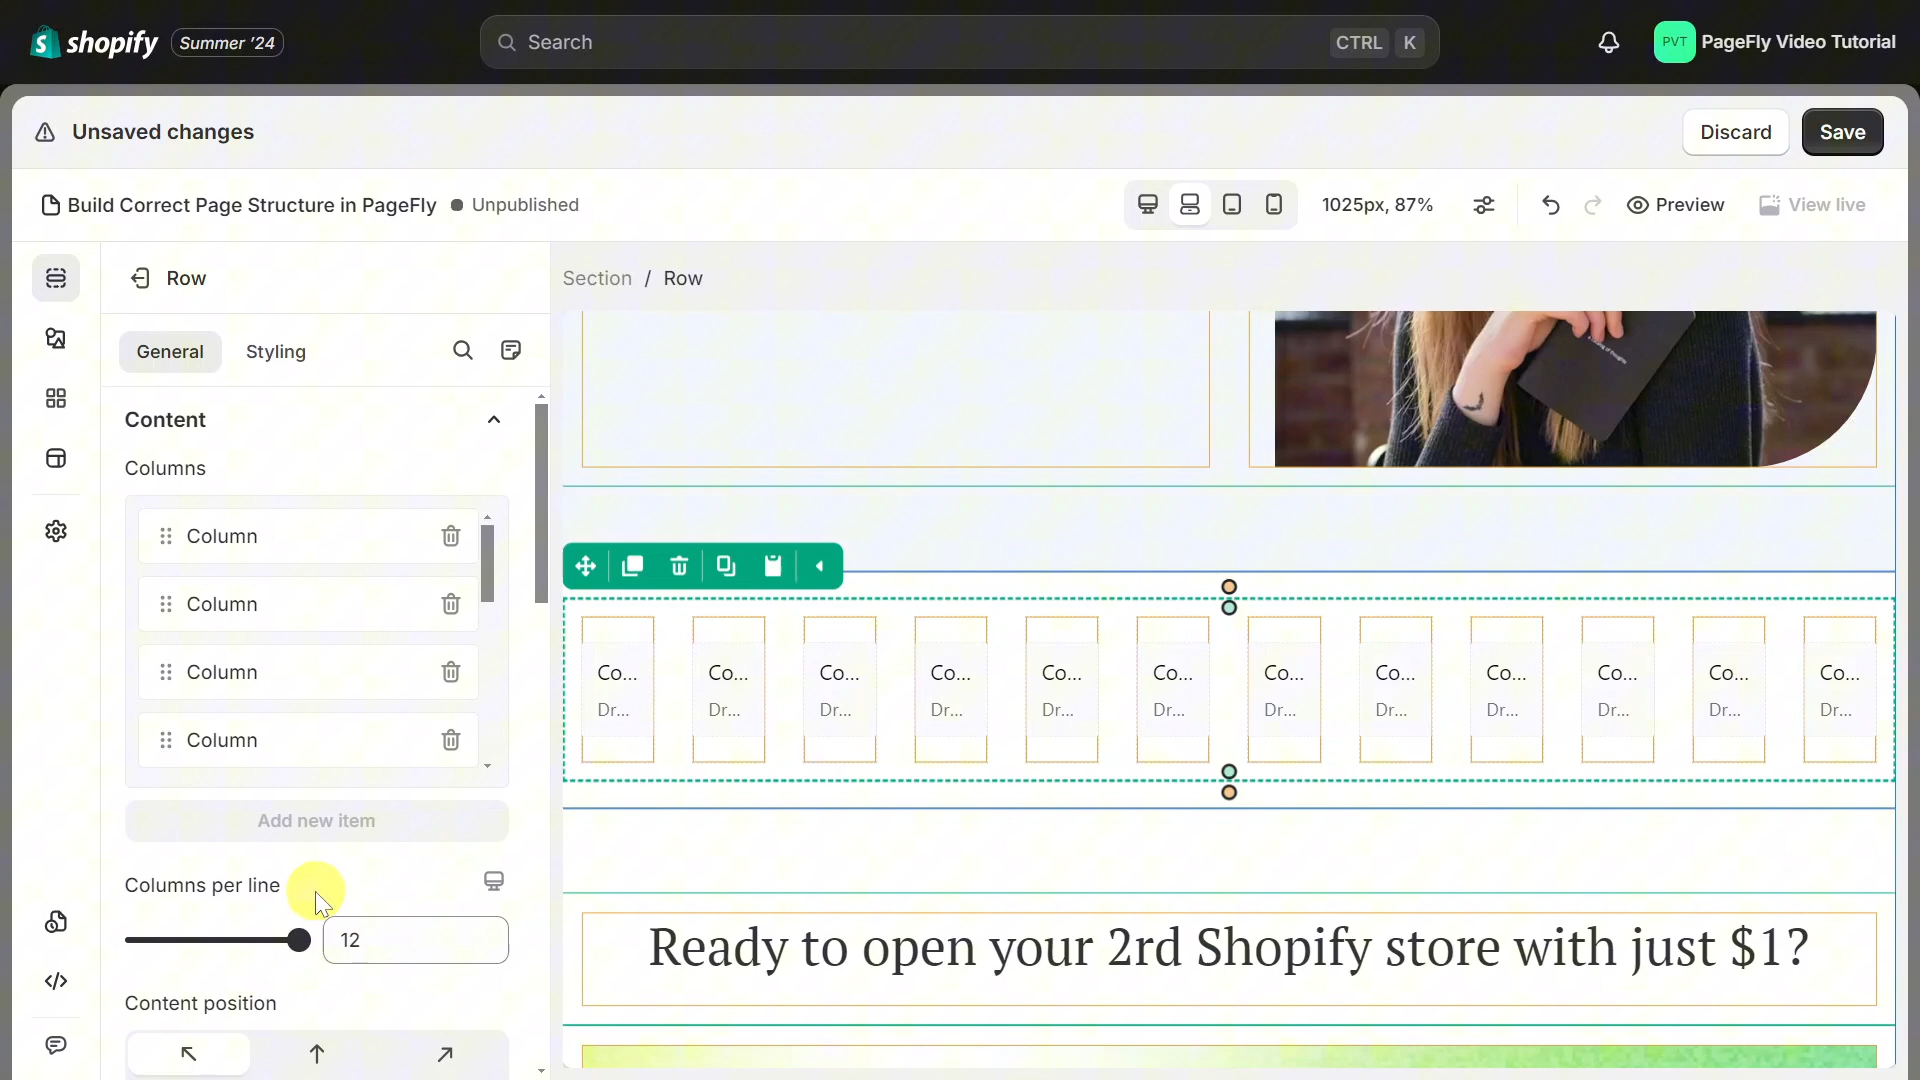 shopify
Summer '24
Search
CTRL K
PVT
PageFly Video Tutorial
Unsaved changes
Discard
Save
Build Correct Page Structure in PageFly
Unpublished
1025px, 87%
Preview
View live
Row
Section / Row
General
Styling
Content
Columns
Column
Column
Column
Column
Add new item
Columns per line
12
Content position
Co... Co... Co... Co... Co... Co... Co... Co... Co... Co... Co... Co...
Dr... Dr... Dr... Dr... Dr... Dr... Dr... Dr... Dr... Dr... Dr... Dr...
Ready to open your 2rd Shopify store with just $1?